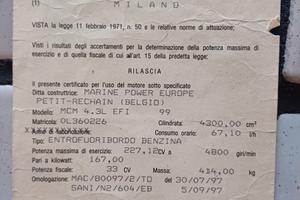 (1) MILANO
VISTA la legge 11 febbraio 1971, n. 50 e le relative norme di attuazione;
Visti i risultati degli accertamenti per la determinazione della potenza massima di
esercizio e di quella fiscale di cui all'art. 15 della predetta legge;
RILASCIA
il presente certificato per l'uso del motore sotto specificato
Ditta costruttrice: MARINE POWER EUROPE
PETIT-RECHAIN (BELGIO)
Modello: MCM 4.3L EFI 99
Matricola: OL360226 Cilindrata: 4300,00 cm³
Consumo orario: 67,10 l/h
Tipo: ENTROFUORIBORDO BENZINA
Potenza massima di esercizio: 227,12 CV a 4800 giri/min
Pari a kilowatt: 167,00
Potenza fiscale: 33 CV Massa: 414,00 kg
Omologazione: MAC/B0097/2/TO del 30/07/97
SANI/N2/604/EB 5/09/97